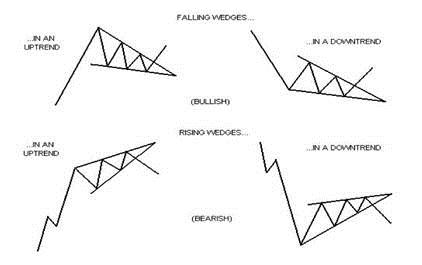 FALLING WEDGES...
...IN AN
UPTREND
...IN A DOWNTREND
(BULLISH)
RISING WEDGES...
...IN AN
UPTREND
...IN A DOWNTREND
(BEARISH)